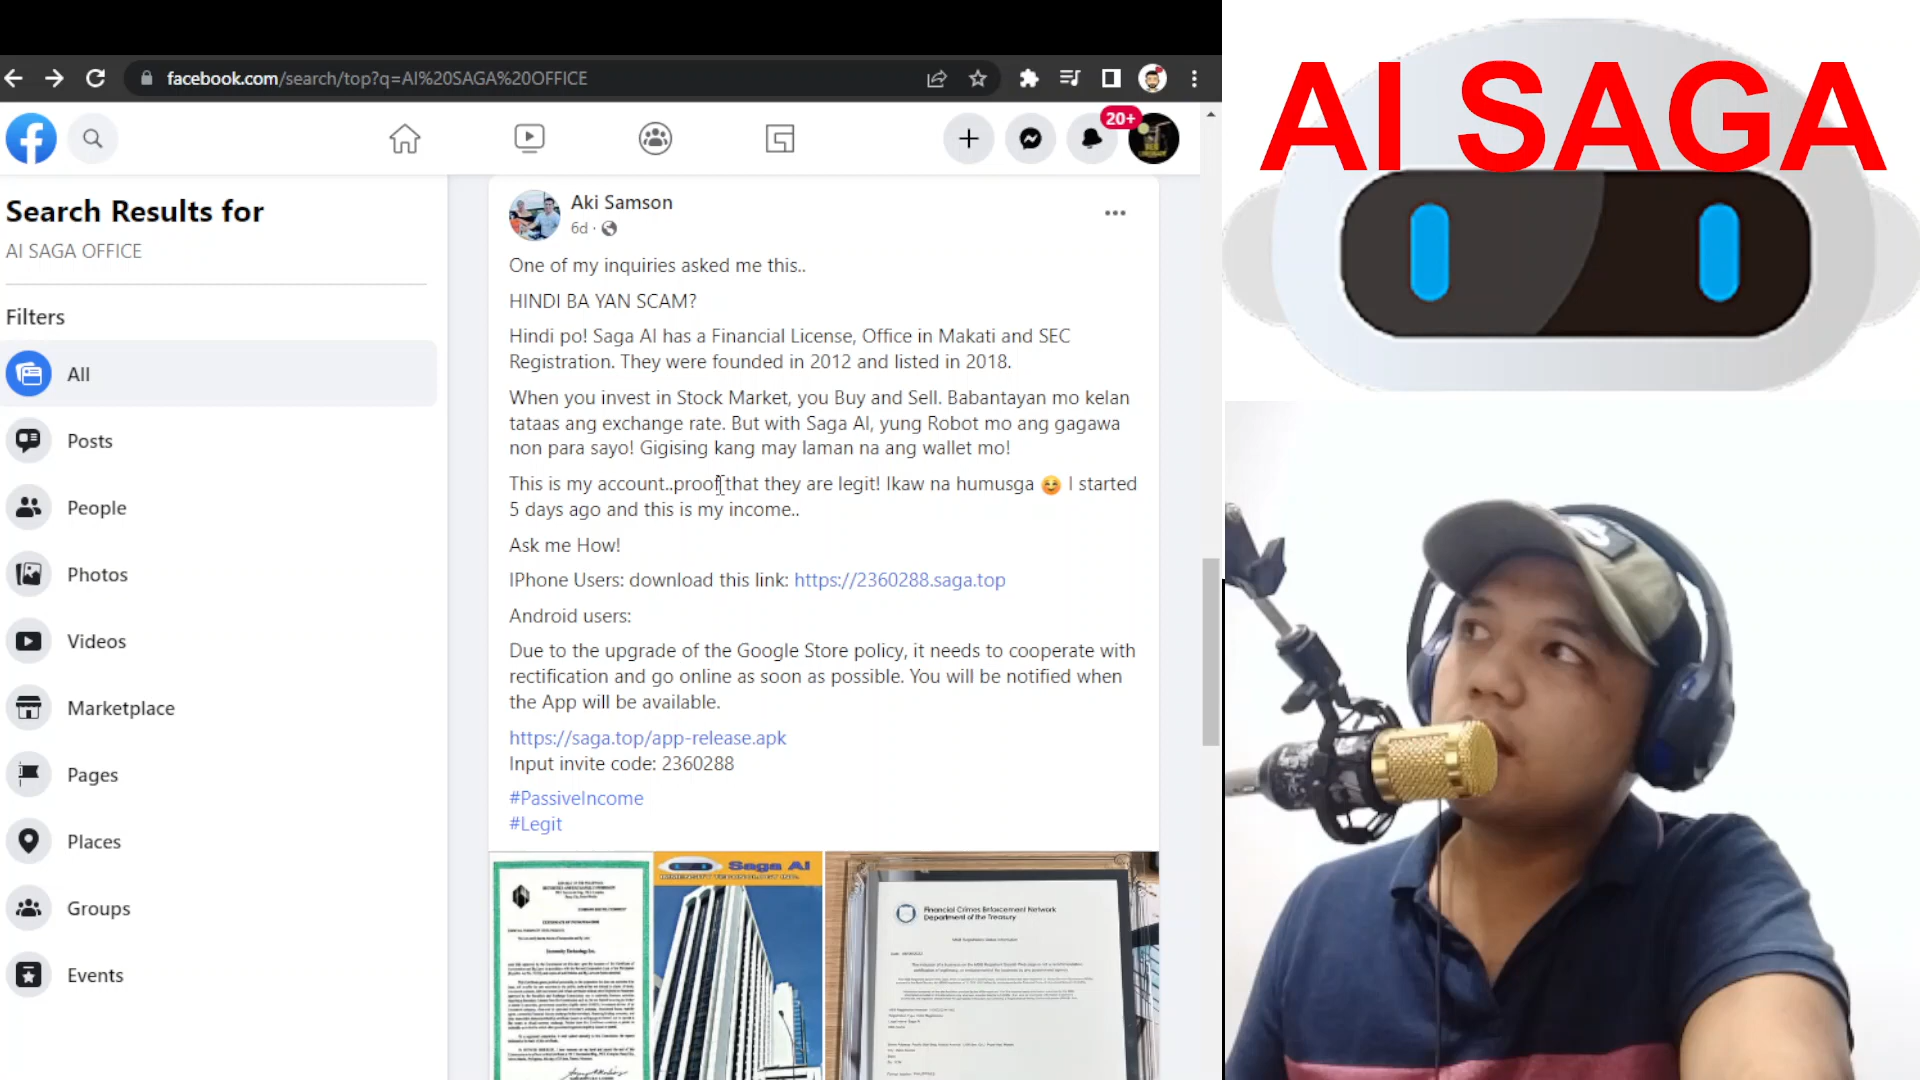 facebook.com/search/top?q=AI%20SAGA%20OFFICE
20+
Search Results for
AI SAGA OFFICE
Filters
All
Posts
People
Photos
Videos
Marketplace
Pages
Places
Groups
Events
Aki Samson
6d
One of my inquiries asked me this..
HINDI BA YAN SCAM?
Hindi po! Saga AI has a Financial License, Office in Makati and SEC
Registration. They were founded in 2012 and listed in 2018.
When you invest in Stock Market, you Buy and Sell. Babantayan mo kelan
tataas ang exchange rate. But with Saga AI, yung Robot mo ang gagawa
non para sayo! Gigising kang may laman na ang wallet mo!
This is my account..proof that they are legit! Ikaw na humusga 😊 I started
5 days ago and this is my income..
Ask me How!
IPhone Users: download this link: https://2360288.saga.top
Android users:
Due to the upgrade of the Google Store policy, it needs to cooperate with
rectification and go online as soon as possible. You will be notified when
the App will be available.
https://saga.top/app-release.apk
Input invite code: 2360288
#PassiveIncome
#Legit
Saga AI
Financial Crimes Enforcement Network
Department of the Treasury
AI SAGA